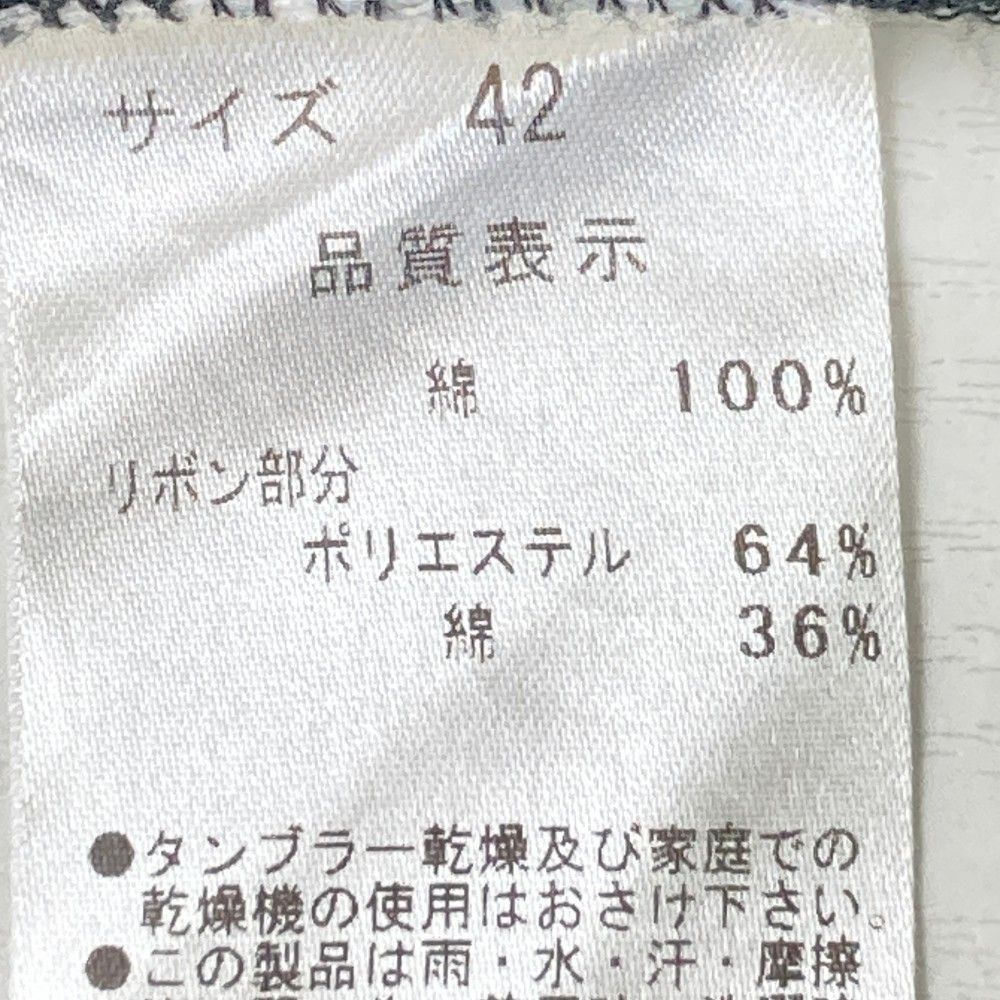 サイズ 42
品質表示
綿 100%
リボン部分
ポリエステル 64%
綿 36%
●タンブラー乾燥及び家庭での
乾燥機の使用はおさけ下さい。
●この製品は雨・水・汗・摩擦